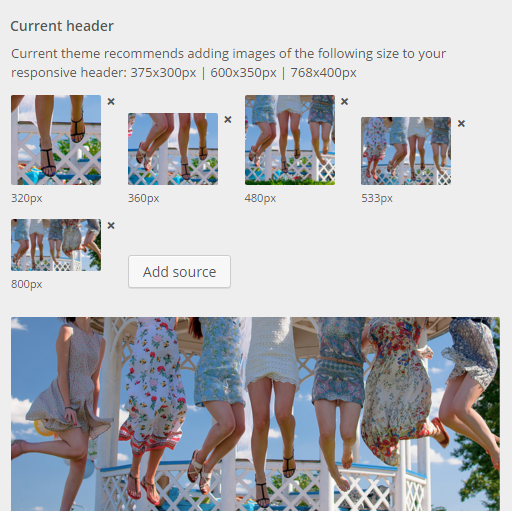 Current header
Current theme recommends adding images of the following size to your
responsive header: 375x300px | 600x350px | 768x400px
320px
360px
480px
533px
800px
Add source